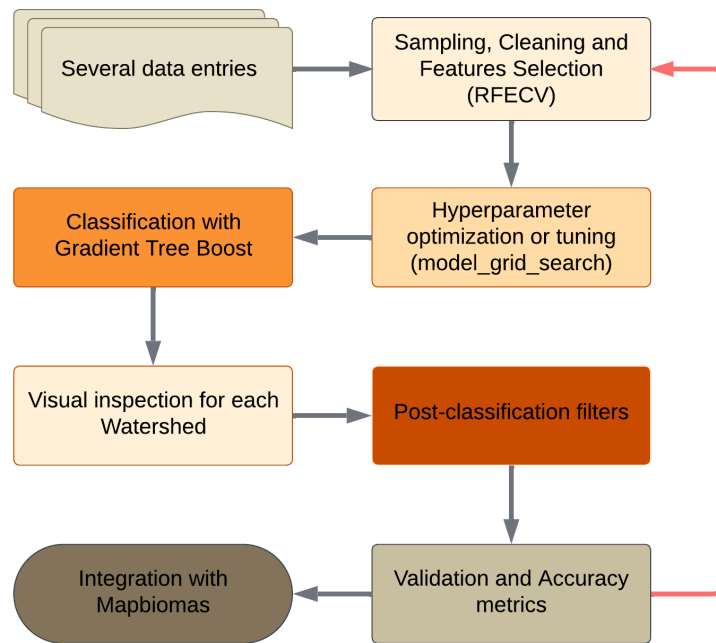 Several data entries
Sampling, Cleaning and
Features Selection
(RFECV)
Hyperparameter
optimization or tuning
(model_grid_search)
Classification with
Gradient Tree Boost
Visual inspection for each
Watershed
Post-classification filters
Validation and Accuracy
metrics
Integration with
Mapbiomas